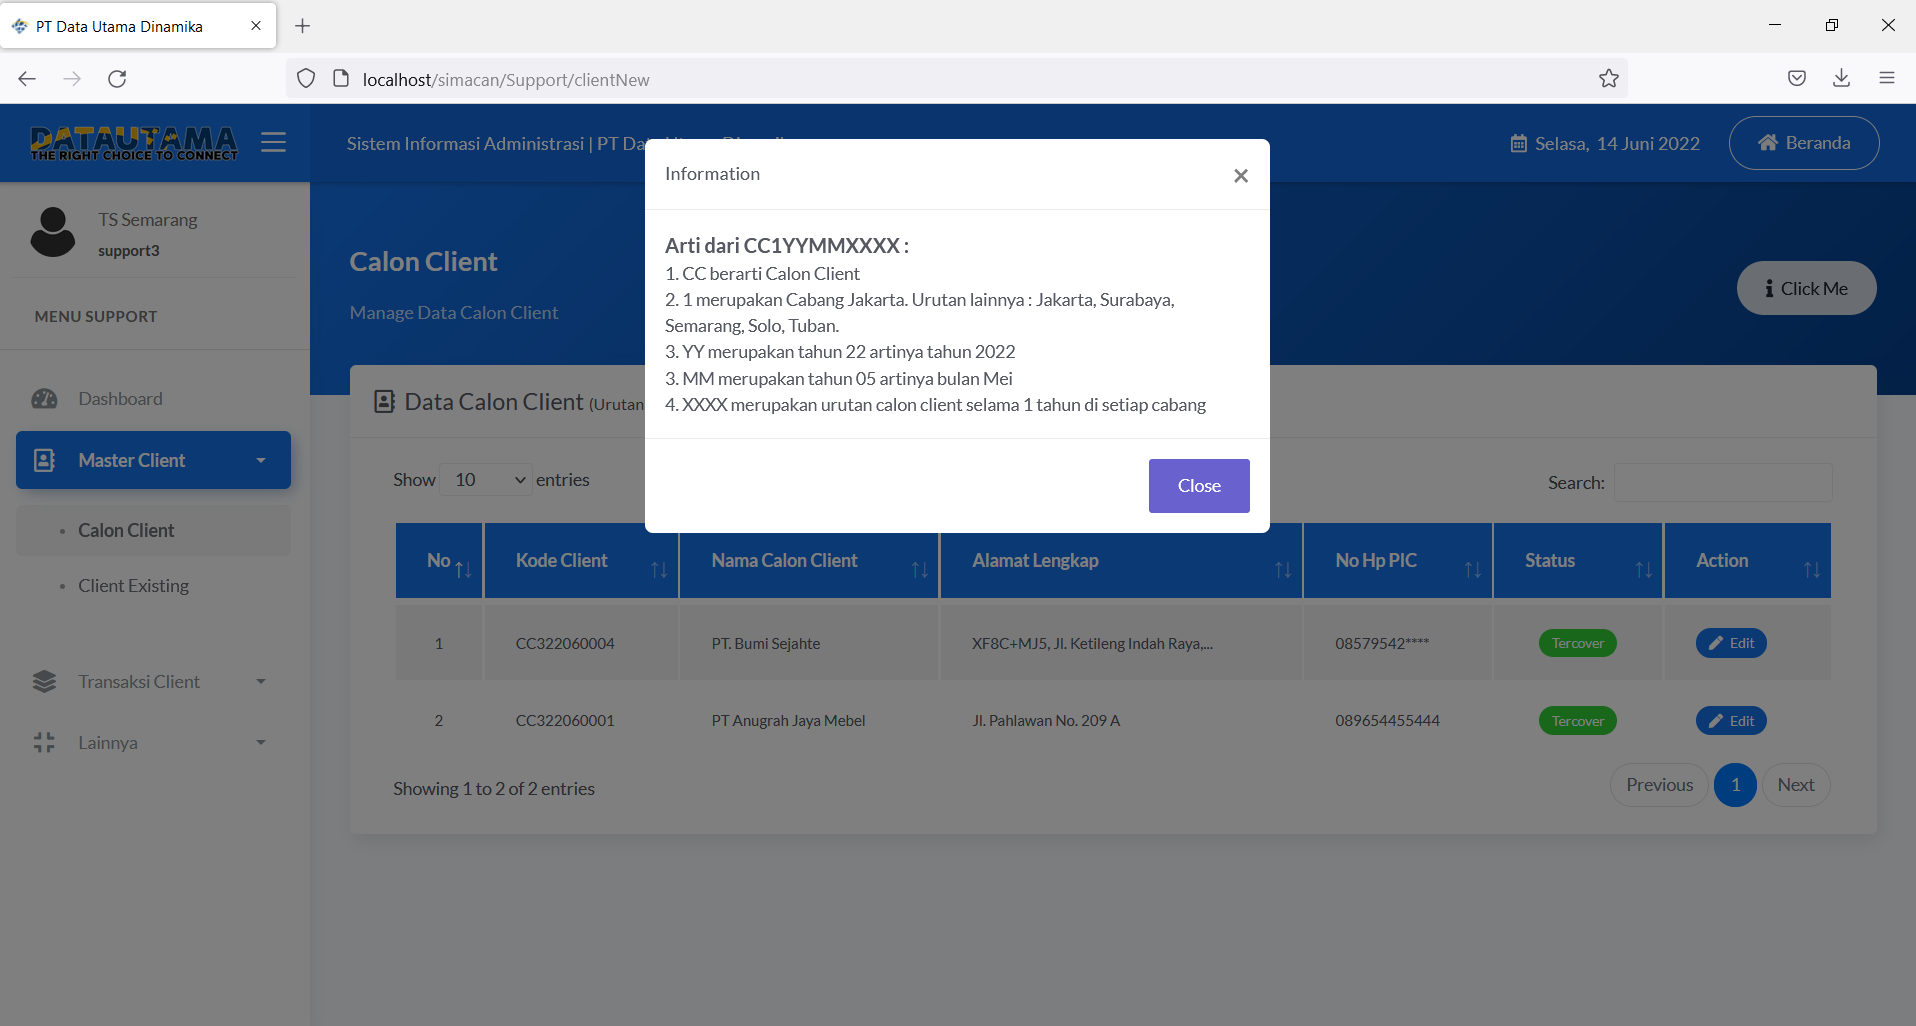 PT Data Utama Dinamika
localhost/simacan/Support/clientNew
DATAUTAMA
THE RIGHT CHOICE TO CONNECT
Sistem Informasi Administrasi | PT Da
Selasa, 14 Juni 2022
Beranda
TS Semarang
support3
MENU SUPPORT
Dashboard
Master Client
• Calon Client
• Client Existing
Transaksi Client
Lainnya
Calon Client
Manage Data Calon Client
Click Me
Information
×
Arti dari CC1YYMMXXXX :
1. CC berarti Calon Client
2. 1 merupakan Cabang Jakarta. Urutan lainnya : Jakarta, Surabaya,
Semarang, Solo, Tuban.
3. YY merupakan tahun 22 artinya tahun 2022
3. MM merupakan tahun 05 artinya bulan Mei
4. XXXX merupakan urutan calon client selama 1 tahun di setiap cabang
Close
Data Calon Client (Urutan
Show 10 entries
Search:
No Kode Client Nama Calon Client Alamat Lengkap No Hp PIC Status Action
1 CC322060004 PT. Bumi Sejahte XF8C+MJ5, Jl. Ketileng Indah Raya,... 08579542**** Tercover Edit
2 CC322060001 PT Anugrah Jaya Mebel Jl. Pahlawan No. 209 A 089654455444 Tercover Edit
Showing 1 to 2 of 2 entries
Previous 1 Next